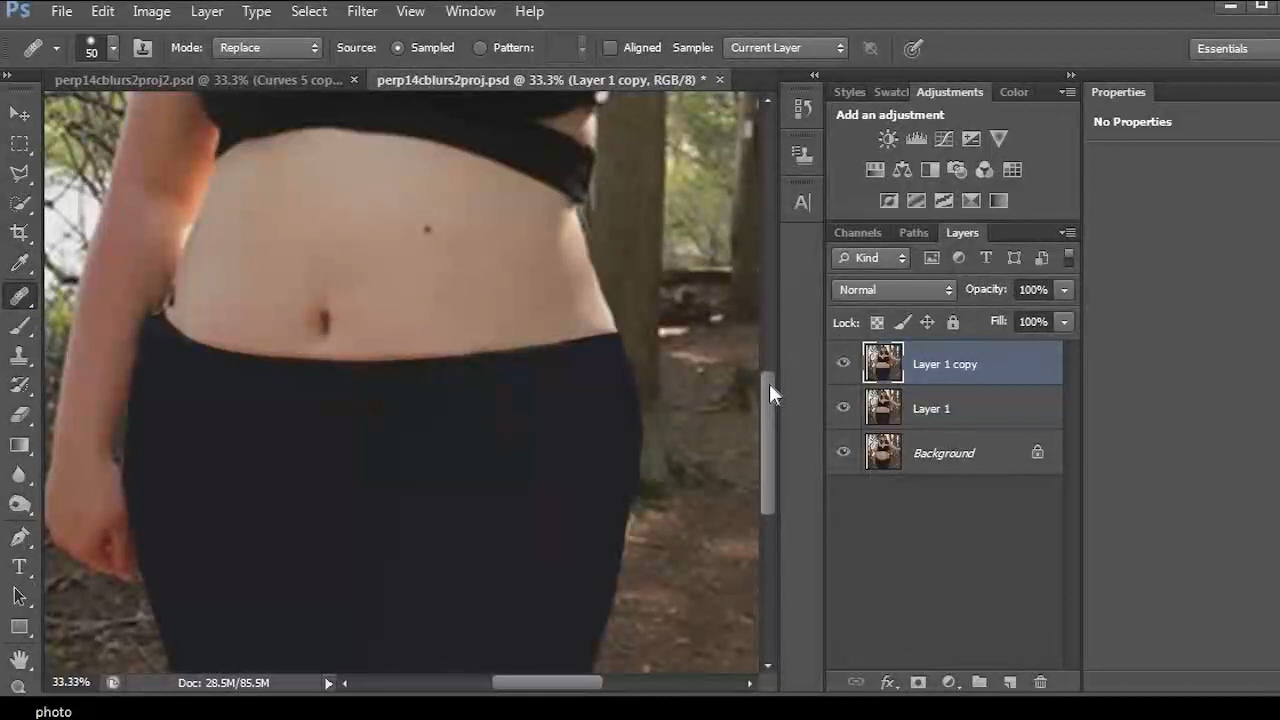 Ps File Edit Image Layer Type Select Filter View Window Help
50 Mode: Replace Source: Sampled Pattern: Aligned Sample: Current Layer Essentials
perp14cblurs2proj2.psd @ 33.3% (Curves 5 cop... × perp14cblurs2proj.psd @ 33.3% (Layer 1 copy, RGB/8) * ×
Styles Swatcl Adjustments Color Properties
Add an adjustment No Properties
A
Channels Paths Layers
Kind T
Normal Opacity: 100%
Lock: Fill: 100%
Layer 1 copy
Layer 1
Background
T
33.33% Doc: 28.5M/85.5M fx
photo